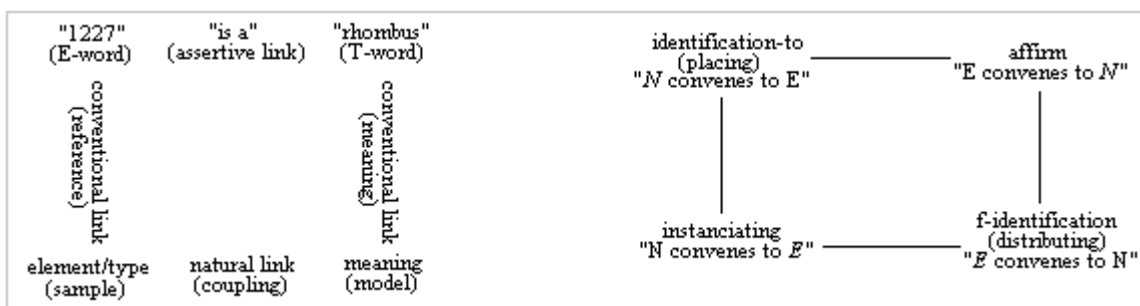 "1227" "is a" "rhombus"
(E-word) (assertive link) (T-word)
conventional link
(reference)
conventional link
(meaning)
element/type natural link meaning
(sample) (coupling) (model)
identification-to
(placing)
"N convenes to E"
affirm
"E convenes to N"
instanciating
"N convenes to E"
f-identification
(distributing)
"E convenes to N"